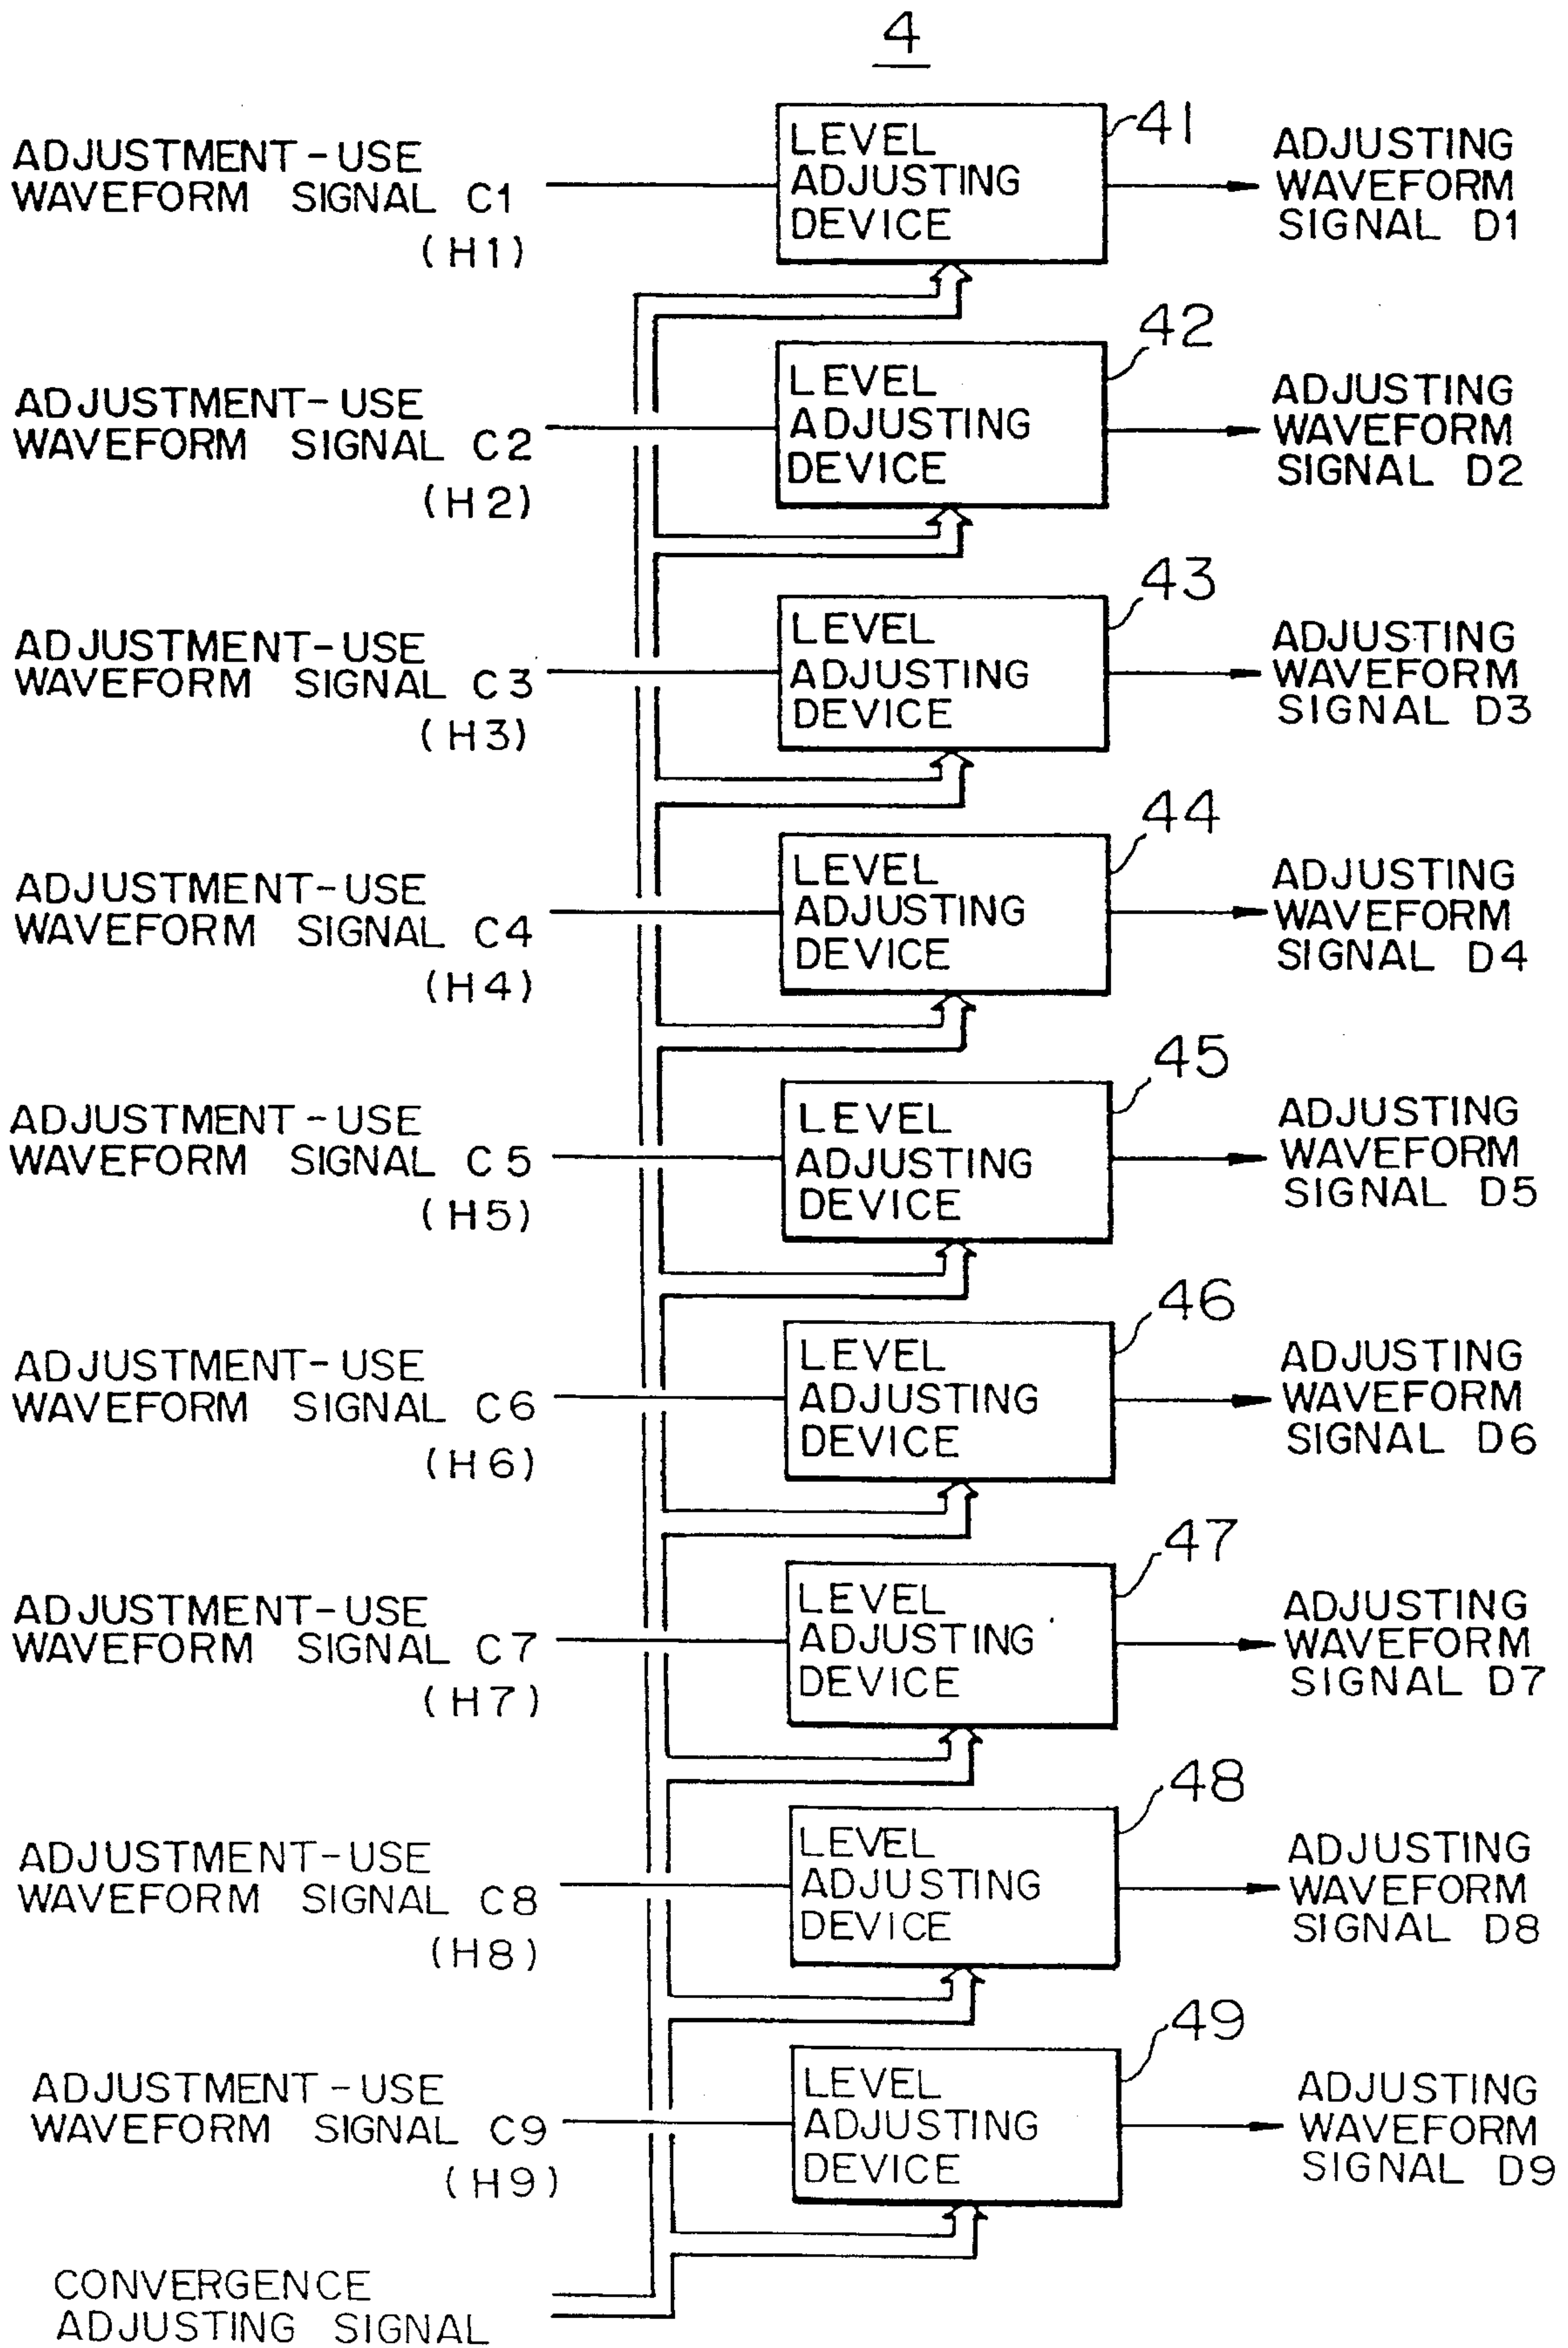 4
ADJUSTMENT-USE
WAVEFORM SIGNAL C1
(H1)
LEVEL
ADJUSTING
DEVICE
41
ADJUSTING
WAVEFORM
SIGNAL D1
ADJUSTMENT-USE
WAVEFORM SIGNAL C2
(H2)
LEVEL
ADJUSTING
DEVICE
42
ADJUSTING
WAVEFORM
SIGNAL D2
ADJUSTMENT-USE
WAVEFORM SIGNAL C3
(H3)
LEVEL
ADJUSTING
DEVICE
43
ADJUSTING
WAVEFORM
SIGNAL D3
ADJUSTMENT-USE
WAVEFORM SIGNAL C4
(H4)
LEVEL
ADJUSTING
DEVICE
44
ADJUSTING
WAVEFORM
SIGNAL D4
ADJUSTMENT-USE
WAVEFORM SIGNAL C5
(H5)
LEVEL
ADJUSTING
DEVICE
45
ADJUSTING
WAVEFORM
SIGNAL D5
ADJUSTMENT-USE
WAVEFORM SIGNAL C6
(H6)
LEVEL
ADJUSTING
DEVICE
46
ADJUSTING
WAVEFORM
SIGNAL D6
ADJUSTMENT-USE
WAVEFORM SIGNAL C7
(H7)
LEVEL
ADJUSTING
DEVICE
47
ADJUSTING
WAVEFORM
SIGNAL D7
ADJUSTMENT-USE
WAVEFORM SIGNAL C8
(H8)
LEVEL
ADJUSTING
DEVICE
48
ADJUSTING
WAVEFORM
SIGNAL D8
ADJUSTMENT-USE
WAVEFORM SIGNAL C9
(H9)
LEVEL
ADJUSTING
DEVICE
49
ADJUSTING
WAVEFORM
SIGNAL D9
CONVERGENCE
ADJUSTING SIGNAL